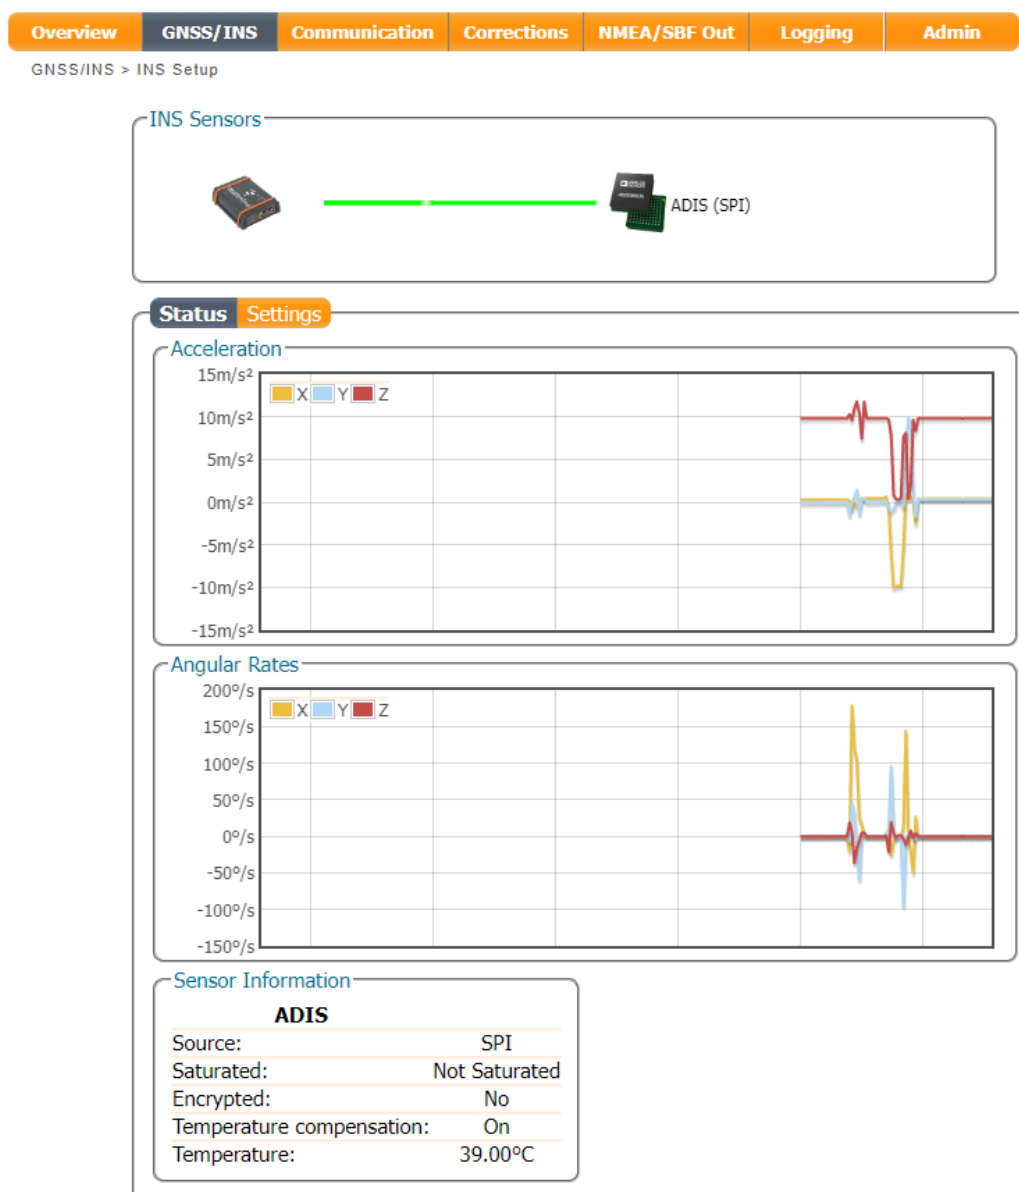 Overview GNSS/INS Communication Corrections NMEA/SBF Out Logging Admin
GNSS/INS > INS Setup
INS Sensors
ADIS (SPI)
Status Settings
Acceleration
15m/s²
X Y Z
10m/s²
5m/s²
0m/s²
-5m/s²
-10m/s²
-15m/s²
Angular Rates
200°/s
X Y Z
150°/s
100°/s
50°/s
0°/s
-50°/s
-100°/s
-150°/s
Sensor Information
ADIS
Source: SPI
Saturated: Not Saturated
Encrypted: No
Temperature compensation: On
Temperature: 39.00°C